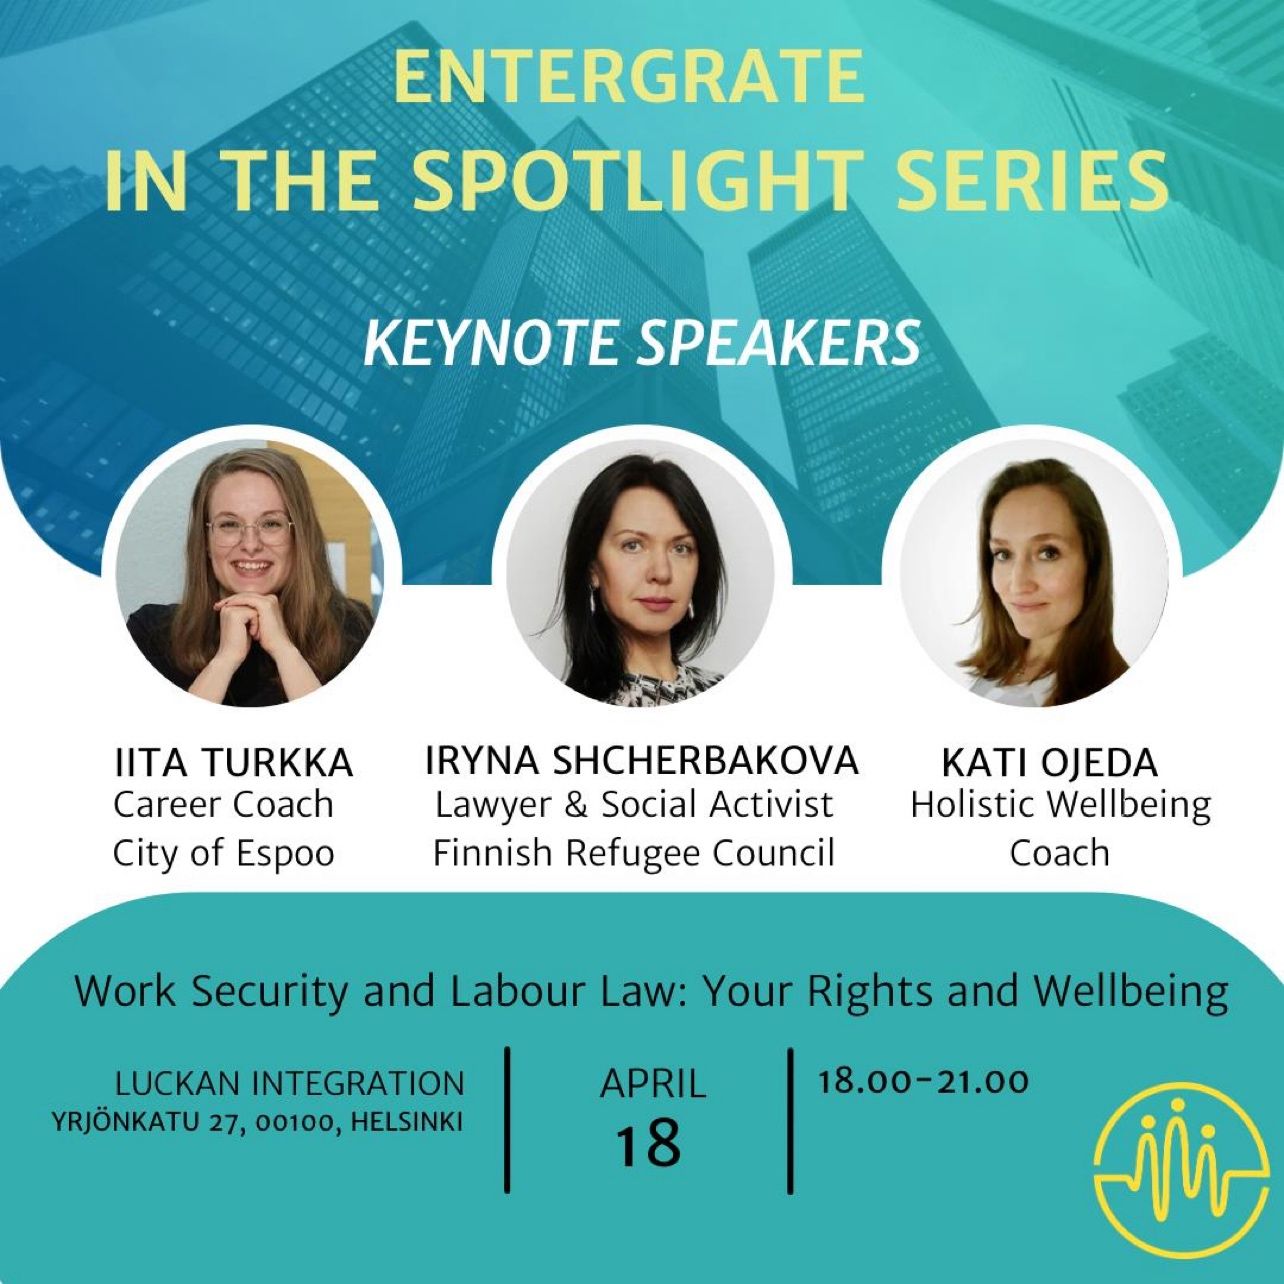 ENTERGRATE
IN THE SPOTLIGHT SERIES
KEYNOTE SPEAKERS
IITA TURKKA
Career Coach
City of Espoo
IRYNA SHCHERBAKOVA
Lawyer & Social Activist
Finnish Refugee Council
KATI OJEDA
Holistic Wellbeing
Coach
Work Security and Labour Law: Your Rights and Wellbeing
LUCKAN INTEGRATION
YRJÖNKATU 27, 00100, HELSINKI
APRIL
18
18.00-21.00